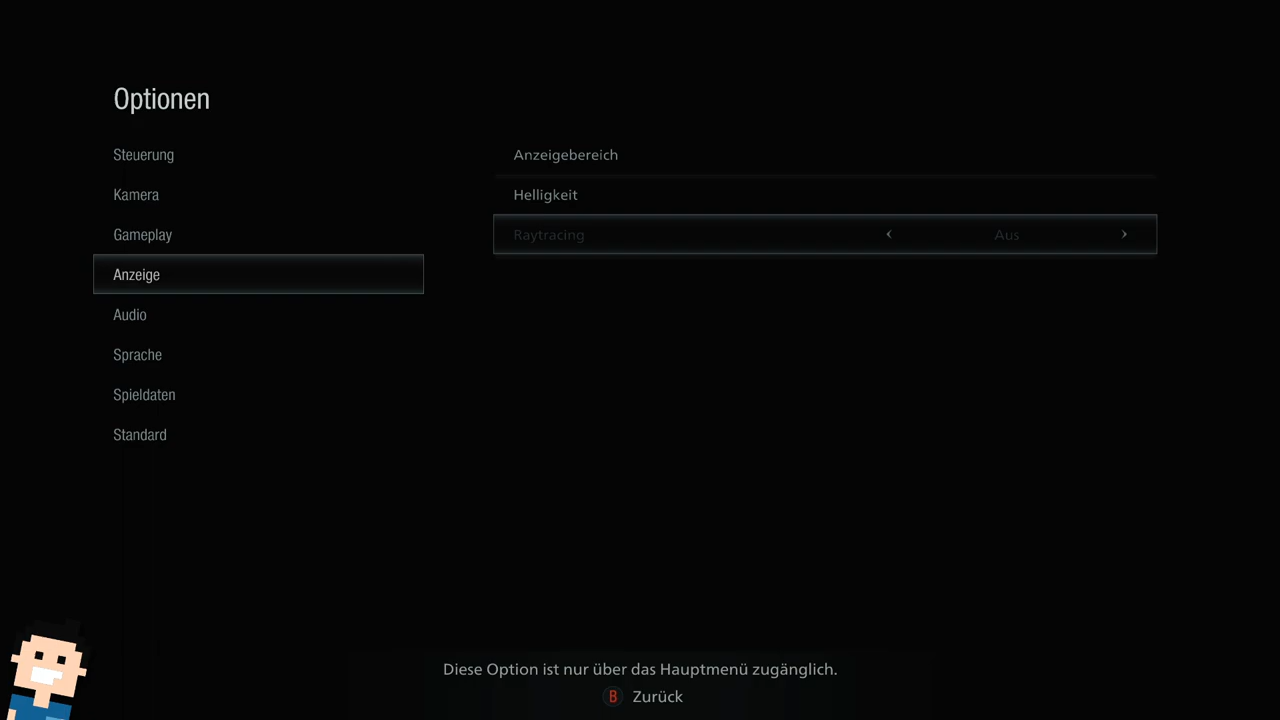 Optionen
Steuerung
Kamera
Gameplay
Anzeige
Audio
Sprache
Spieldaten
Standard
Anzeigebereich
Helligkeit
Raytracing < Aus >
Diese Option ist nur über das Hauptmenü zugänglich.
B Zurück